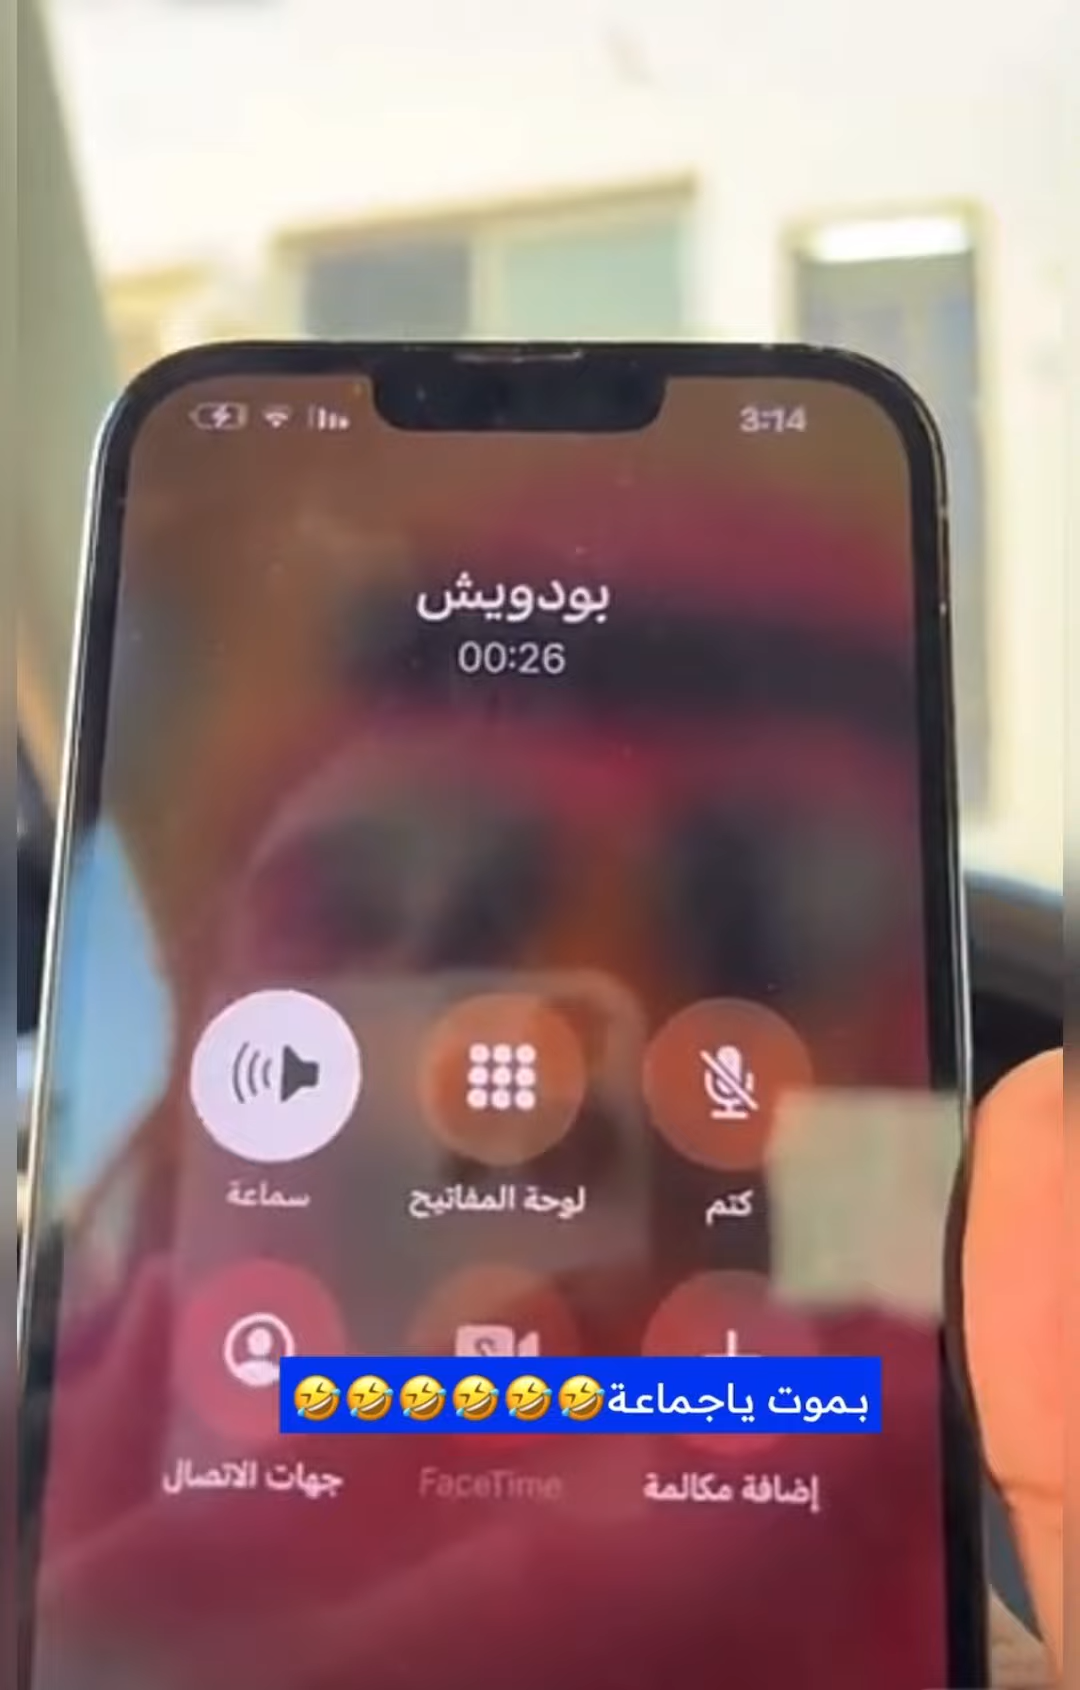 3:14
بودويش
00:26
كتم لوحة المفاتيح سماعة
بموت ياجماعة🤣🤣🤣🤣🤣🤣
إضافة مكالمة FaceTime جهات الاتصال